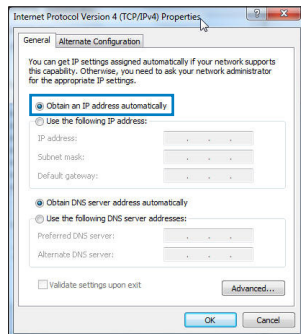 Internet Protocol Version 4 (TCP/IPv4) Properties
General
Alternate Configuration
You can get IP settings assigned automatically if your network supports
this capability. Otherwise, you need to ask your network administrator
for the appropriate IP settings.
Obtain an IP address automatically
Use the following IP address:
IP address:
Subnet mask:
Default gateway:
Obtain DNS server address automatically
Use the following DNS server addresses:
Preferred DNS server:
Alternate DNS server:
Validate settings upon exit
Advanced...
OK
Cancel